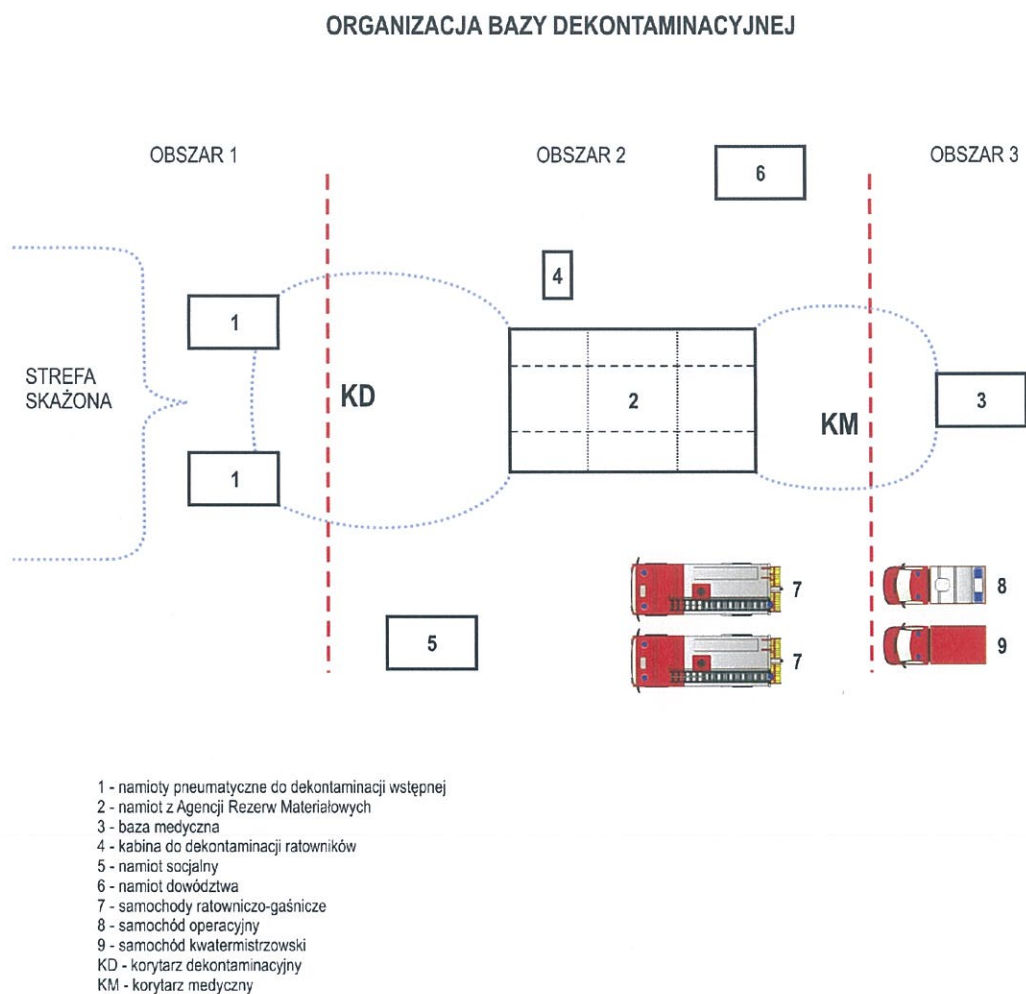 ORGANIZACJA BAZY DEKONTAMINACYJNEJ
OBSZAR 1
OBSZAR 2
OBSZAR 3
6
4
1
STREFA
SKAŻONA
KD
2
3
KM
1
7
8
5
7
9
1 - namioty pneumatyczne do dekontaminacji wstępnej
2 - namiot z Agencji Rezerw Materiałowych
3 - baza medyczna
4 - kabina do dekontaminacji ratowników
5 - namiot socjalny
6 - namiot dowództwa
7 - samochody ratowniczo-gaśnicze
8 - samochód operacyjny
9 - samochód kwatermistrzowski
KD - korytarz dekontaminacyjny
KM - korytarz medyczny